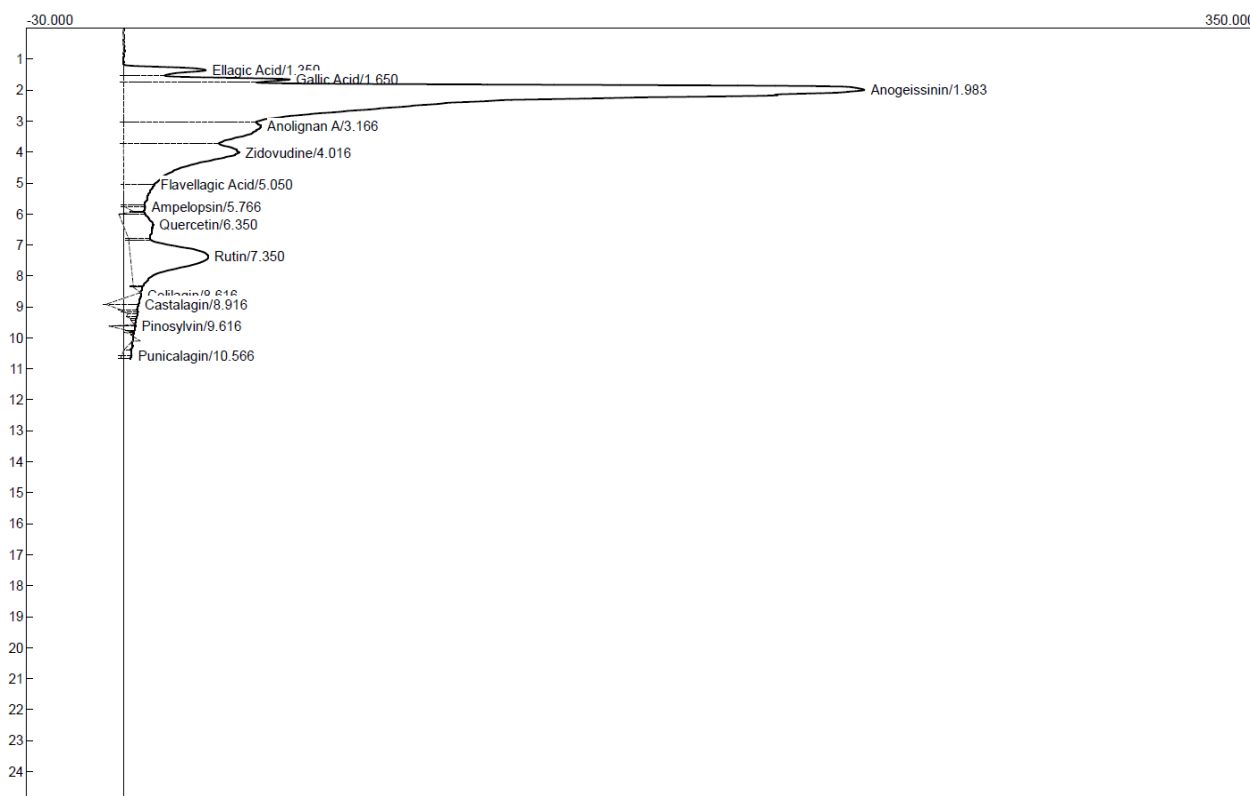 -30.000 350.000
1
Ellagic Acid/1.350
Gallic Acid/1.650
2 Anogeissinin/1.983
3
Anolignan A/3.166
4 Zidovudine/4.016
5 Flavellagic Acid/5.050
Ampelopsin/5.766
6
Quercetin/6.350
7
Rutin/7.350
8
/8.616
9 Castalagin/8.916
Pinosylvin/9.616
10
Punicalagin/10.566
11
12
13
14
15
16
17
18
19
20
21
22
23
24